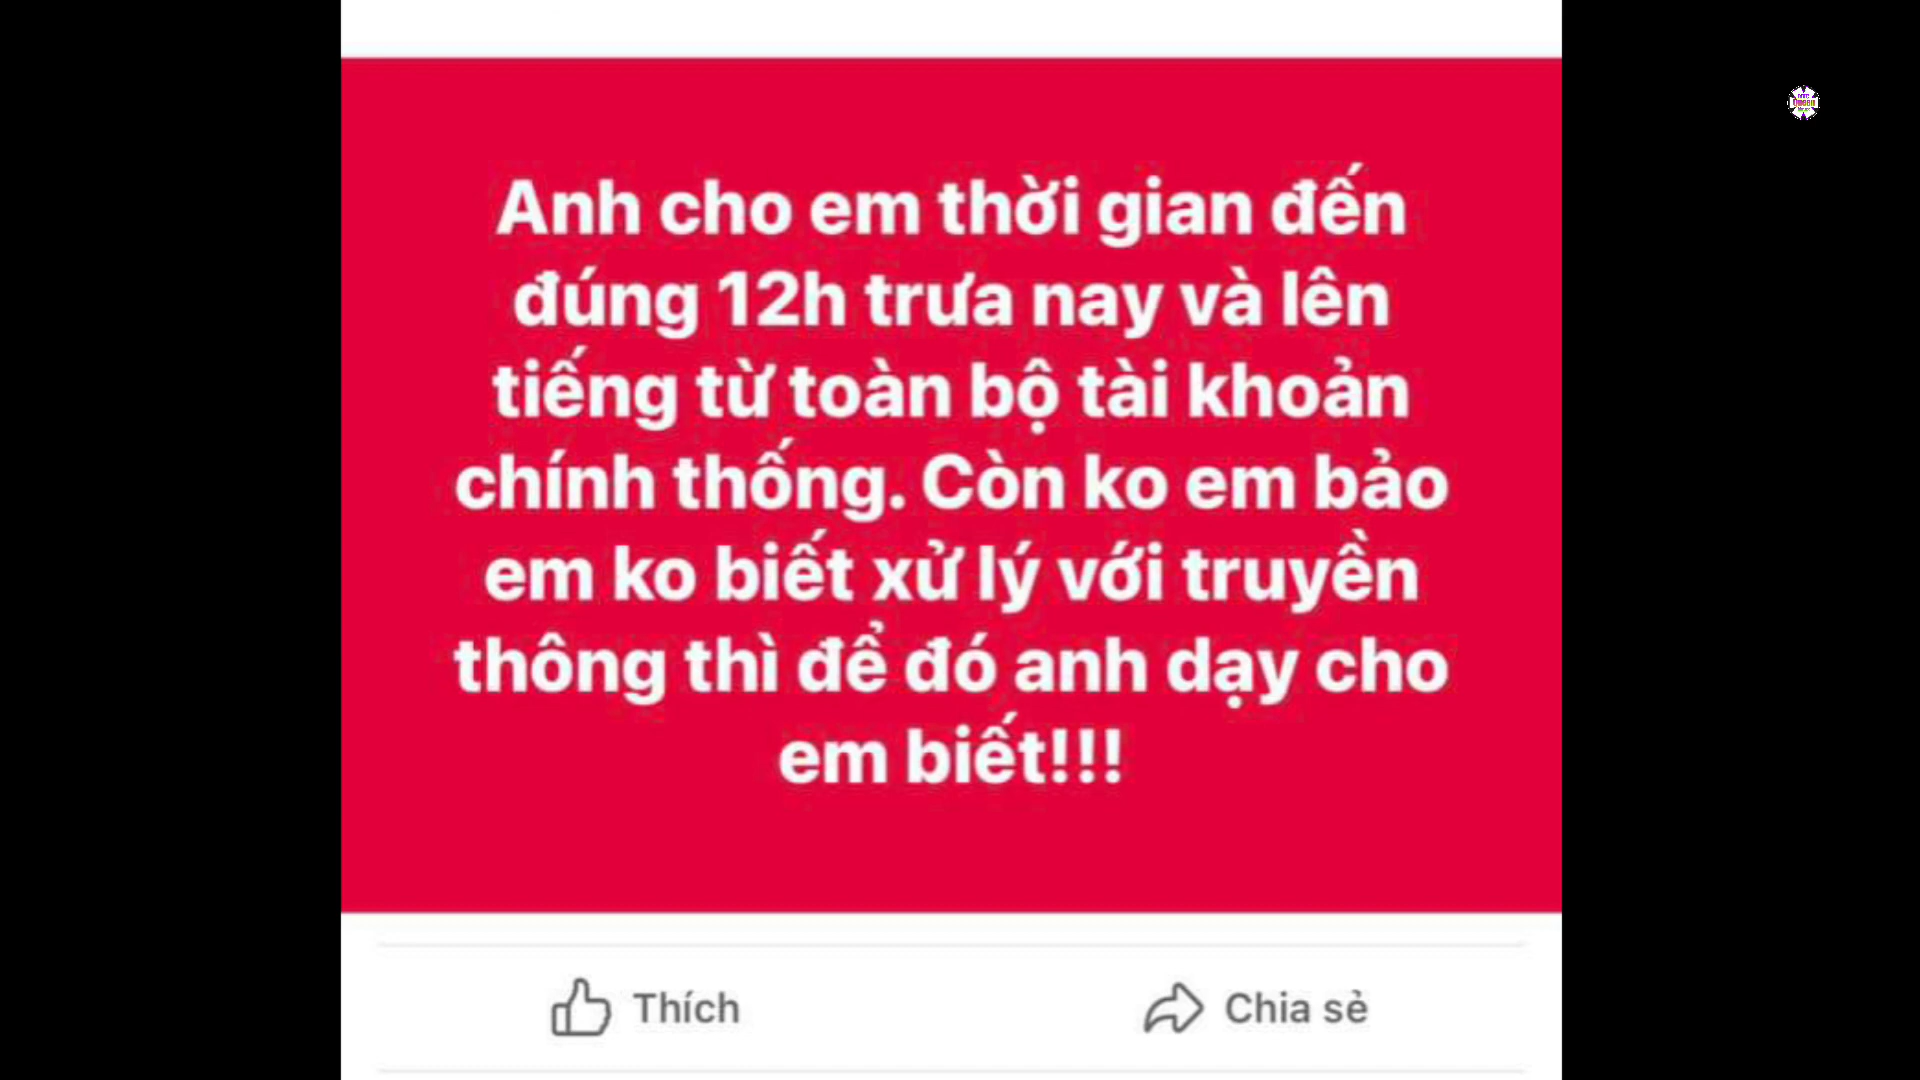 Anh cho em thời gian đến
đúng 12h trưa nay và lên
tiếng từ toàn bộ tài khoản
chính thống. Còn ko em bảo
em ko biết xử lý với truyền
thông thì để đó anh dạy cho
em biết!!!
Thích
Chia sẻ